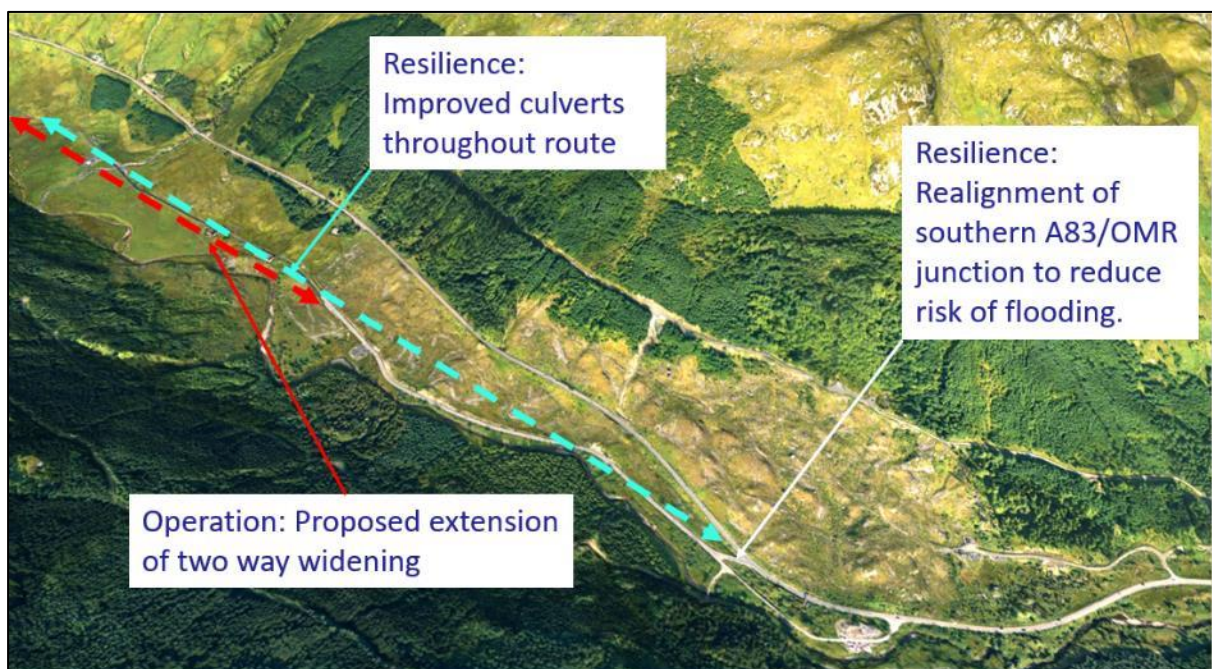 Resilience:
Improved culverts
throughout route
Resilience:
Realignment of
southern A83/OMR
junction to reduce
risk of flooding.
Operation: Proposed extension
of two way widening